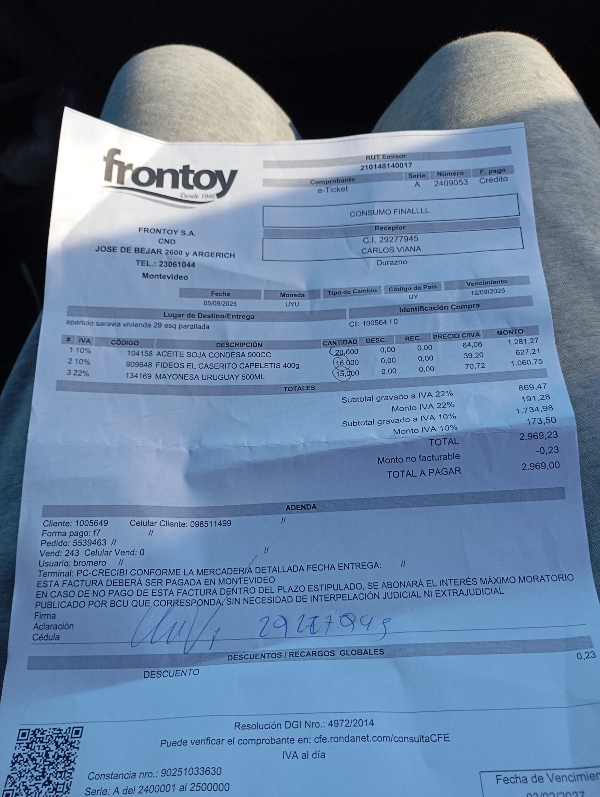 frontoy
Desde 1940
RUT Emisor
210148140017
Comprobante Serie Número F. pago
e-Ticket A 2409053 Crédito
CONSUMO FINALLLL
Receptor
C.I. 29277945
CARLOS VIANA
Durazno
FRONTOY S.A.
CND
JOSE DE BEJAR 2600 y ARGERICH
TEL.: 23061044
Montevideo
Fecha Moneda Tipo de Cambio Código de País Vencimiento
05/09/2025 UYU UY 12/09/2025
Lugar de Destino/Entrega Identificación Compra
aparicio saravia vivienda 29 esq parallada CF: 100564 / 0
# IVA CÓDIGO DESCRIPCIÓN CANTIDAD DESC. REC. PRECIO C/IVA MONTO
1 10% 104158 ACEITE SOJA CONDESA 900CC 20,000 0,00 0,00 64,06 1.281,27
2 10% 909648 FIDEOS EL CASERITO CAPELETIS 400g 16,000 0,00 0,00 39,20 627,21
3 22% 134169 MAYONESA URUGUAY 500ML 15,000 0,00 0,00 70,72 1.060,75
TOTALES
Subtotal gravado a IVA 22% 869,47
Monto IVA 22% 191,28
Subtotal gravado a IVA 10% 1.734,98
Monto IVA 10% 173,50
TOTAL 2.969,23
Monto no facturable -0,23
TOTAL A PAGAR 2.969,00
ADENDA
Cliente: 1005649 Celular Cliente: 098511499 //
Forma pago: f7 //
Pedido: 5539463 //
Vend: 243 Celular Vend: 0 //
Usuario: bromero //
Terminal: PC-CRECIBI CONFORME LA MERCADERÍA DETALLADA FECHA ENTREGA: //
ESTA FACTURA DEBERÁ SER PAGADA EN MONTEVIDEO
EN CASO DE NO PAGO DE ESTA FACTURA DENTRO DEL PLAZO ESTIPULADO, SE ABONARÁ EL INTERÉS MÁXIMO MORATORIO
PUBLICADO POR BCU QUE CORRESPONDA, SIN NECESIDAD DE INTERPELACIÓN JUDICIAL NI EXTRAJUDICIAL
Firma
Aclaración
Cédula
DESCUENTOS / RECARGOS GLOBALES
DESCUENTO 0,23
Resolución DGI Nro.: 4972/2014
Puede verificar el comprobante en: cfe.rondanet.com/consultaCFE
IVA al día
Constancia nro.: 90251033630
Serie: A del 2400001 al 2500000
Fecha de Vencimien